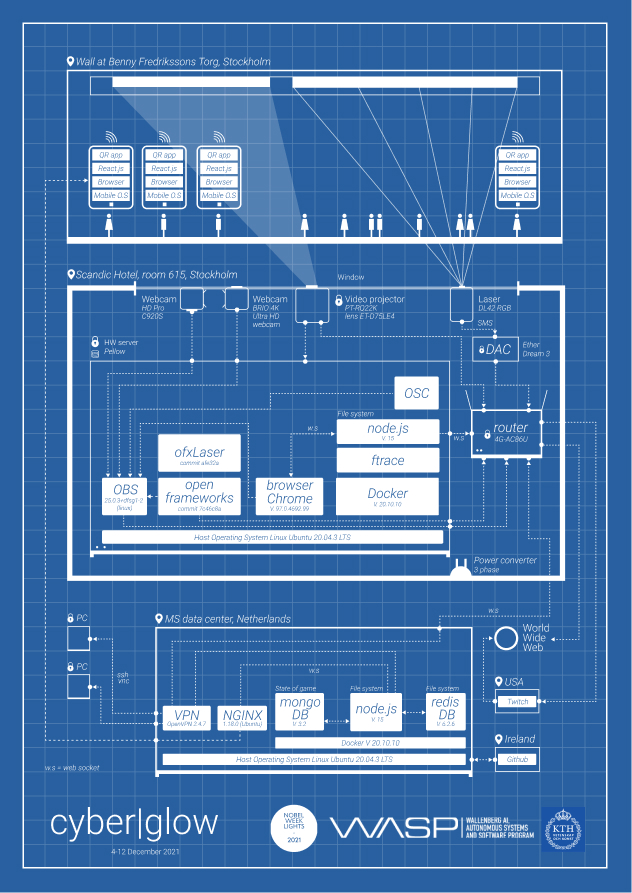 Wall at Benny Fredrikssons Torg, Stockholm
QR app
React.js
Browser
Mobile O.S
QR app
React.js
Browser
Mobile O.S
QR app
React.js
Browser
Mobile O.S
QR app
React.js
Browser
Mobile O.S
Scandic Hotel, room 615, Stockholm
Window
Webcam
HD Pro
C920S
Webcam
BRIO 4K
Ultra HD
webcam
Video projector
PT-RQ22K
lens ET-D75LE4
Laser
DL42 RGB
SMS
HW server
Pellow
DAC
Ether
Dream 3
OSC
File system
w.s
node.js
V. 15
w.s
router
4G-AC86U
ofxLaser
ftrace
OBS
(linux)
open
frameworks
commit 7c46c8a
browser
Chrome
V. 97.0.4692.99
Docker
V. 20.10.10
Host Operating System Linux Ubuntu 20.04.3 LTS
Power converter
3 phase
PC
PC
ssh
vnc
MS data center, Netherlands
w.s
w.s
World
Wide
Web
USA
Twitch
Ireland
Github
VPN
OpenVPN 2.4.7
NGINX
1.18.0 (Ubuntu)
State of game
mongo
DB
V. 3.2
File system
node.js
V. 15
File system
redis
DB
V. 6.2.6
Docker V 20.10.10
Host Operating System Linux Ubuntu 20.04.3 LTS
w.s = web socket
cyber|glow
4-12 December 2021
NOBEL
WEEK
LIGHTS
2021
WASP
WALLENBERG AI,
AUTONOMOUS SYSTEMS
AND SOFTWARE PROGRAM
KTH
VETENSKAP
OCH KONST